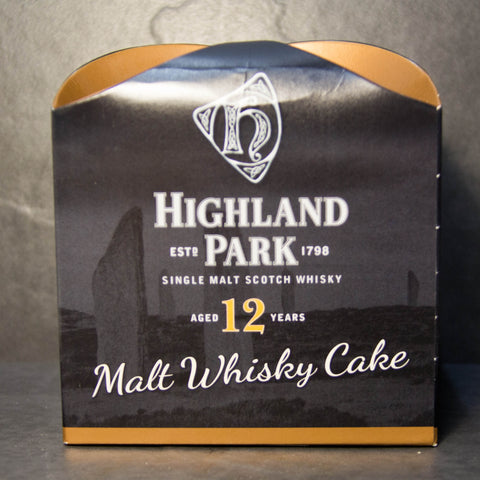 H
HIGHLAND
ESTD PARK 1798
SINGLE MALT SCOTCH WHISKY
AGED 12 YEARS
Malt Whisky Cake